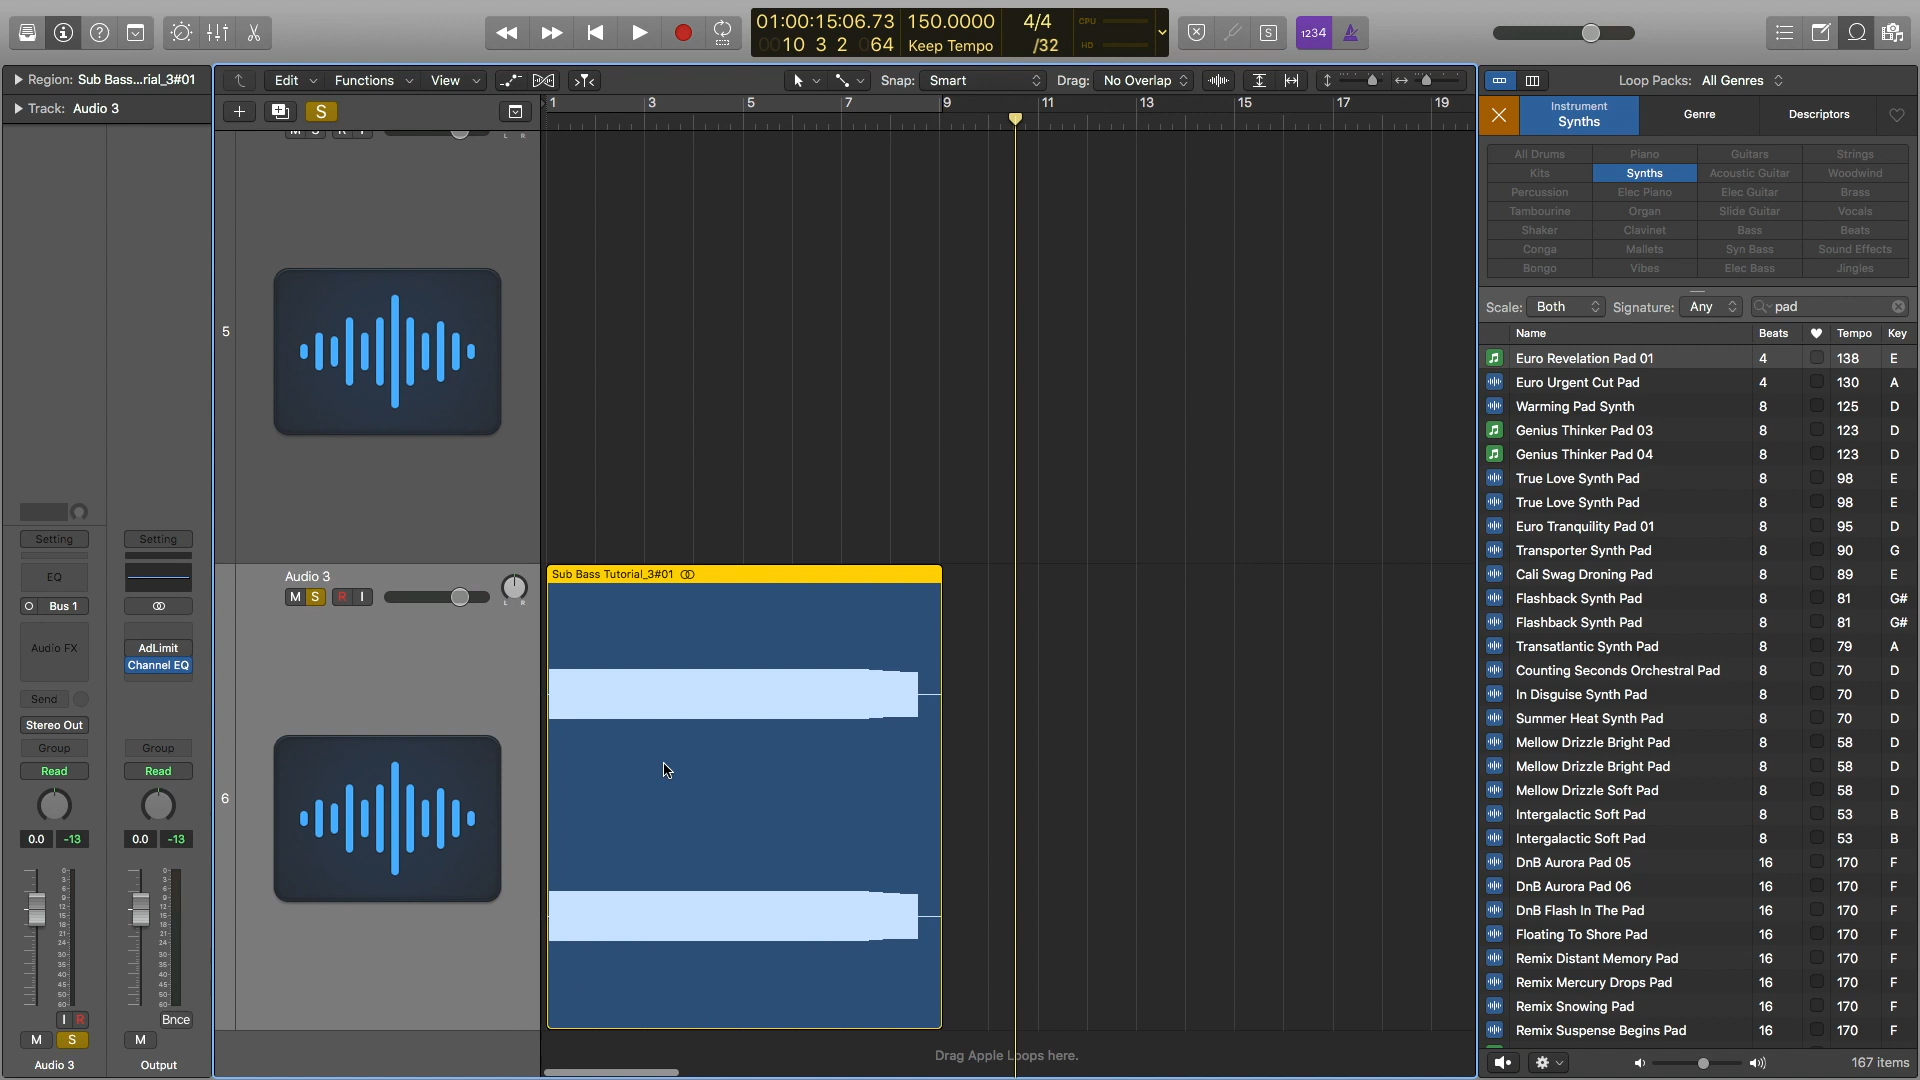 01:00:15:06.73
150.0000
4/4
CPU
0010 3 2 064
Keep Tempo
/32
HD
S
1234
Region: Sub Bass...rial_3#01
Track: Audio 3
Edit
Functions
View
Snap: Smart
Drag: No Overlap
Loop Packs: All Genres
S
1
3
5
7
9
11
13
15
17
19
Instrument
Synths
Genre
Descriptors
All Drums
Piano
Guitars
Strings
Kits
Synths
Acoustic Guitar
Woodwind
Percussion
Elec Piano
Elec Guitar
Brass
Tambourine
Organ
Slide Guitar
Vocals
Shaker
Clavinet
Bass
Beats
Conga
Mallets
Syn Bass
Sound Effects
Bongo
Vibes
Elec Bass
Jingles
Scale: Both
Signature: Any
pad
Name Beats Tempo Key
Euro Revelation Pad 01 4 138 E
Euro Urgent Cut Pad 4 130 A
Warming Pad Synth 8 125 D
Genius Thinker Pad 03 8 123 D
Genius Thinker Pad 04 8 123 D
True Love Synth Pad 8 98 E
True Love Synth Pad 8 98 E
Euro Tranquility Pad 01 8 95 D
Transporter Synth Pad 8 90 G
Cali Swag Droning Pad 8 89 E
Flashback Synth Pad 8 81 G#
Flashback Synth Pad 8 81 G#
Transatlantic Synth Pad 8 79 A
Counting Seconds Orchestral Pad 8 70 D
In Disguise Synth Pad 8 70 D
Summer Heat Synth Pad 8 70 D
Mellow Drizzle Bright Pad 8 58 D
Mellow Drizzle Bright Pad 8 58 D
Mellow Drizzle Soft Pad 8 58 D
Intergalactic Soft Pad 8 53 B
Intergalactic Soft Pad 8 53 B
DnB Aurora Pad 05 16 170 F
DnB Aurora Pad 06 16 170 F
DnB Flash In The Pad 16 170 F
Floating To Shore Pad 16 170 F
Remix Distant Memory Pad 16 170 F
Remix Mercury Drops Pad 16 170 F
Remix Snowing Pad 16 170 F
Remix Suspense Begins Pad 16 170 F
167 items
5
Audio 3
M S R I
L R
6
Sub Bass Tutorial_3#01
Drag Apple Loops here.
Setting
Setting
EQ
Bus 1
Audio FX
AdLimit
Channel EQ
Send
Stereo Out
Group
Group
Read
Read
0.0 -13
0.0 -13
I R
Bnce
M S
M
Audio 3
Output